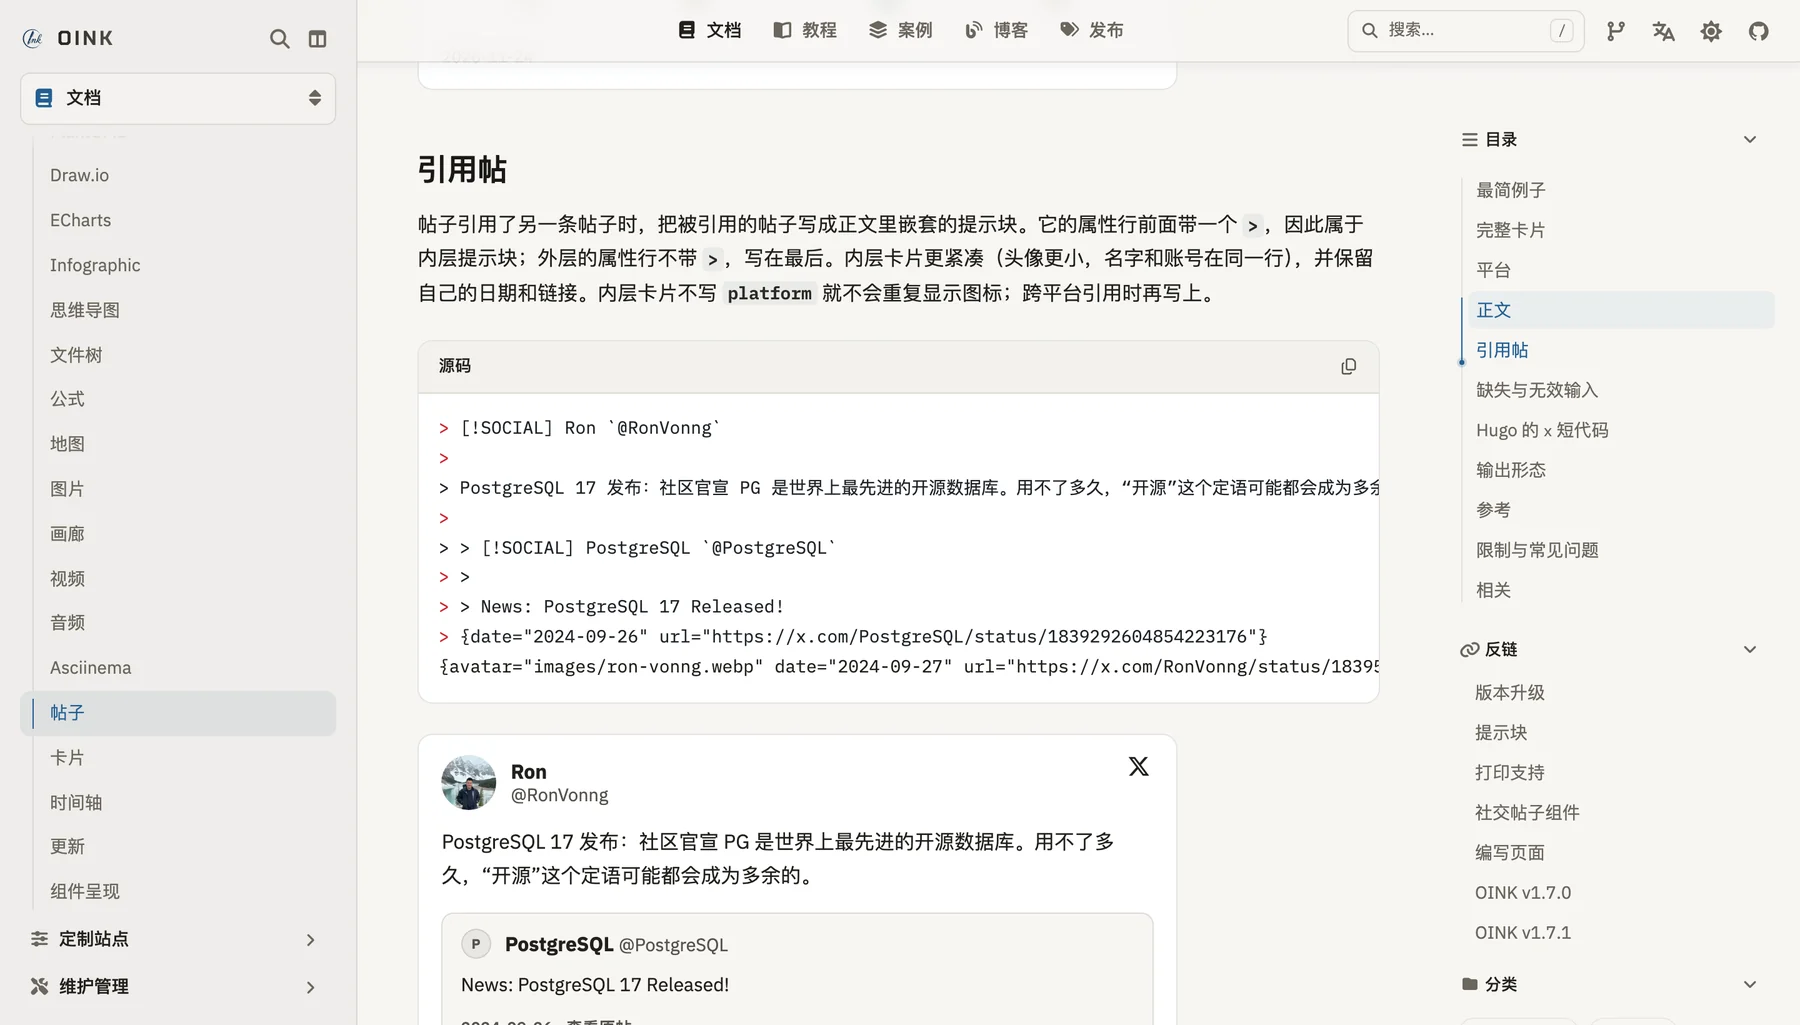 OINK
文档
Draw.io
ECharts
Infographic
思维导图
文件树
公式
地图
图片
画廊
视频
音频
Asciinema
帖子
卡片
时间轴
更新
组件呈现
定制站点
维护管理
文档
教程
案例
博客
发布
搜索...
/
引用帖
帖子引用了另一条帖子时，把被引用的帖子写成正文里嵌套的提示块。它的属性行前面带一个 >，因此属于
内层提示块；外层的属性行不带 >，写在最后。内层卡片更紧凑（头像更小，名字和账号在同一行），并保留
自己的日期和链接。内层卡片不写 platform 就不会重复显示图标；跨平台引用时再写上。
源码
> [!SOCIAL] Ron `@RonVonng`
>
> PostgreSQL 17 发布：社区官宣 PG 是世界上最先进的开源数据库。用不了多久，“开源”这个定语可能都会成为多余
>
> > [!SOCIAL] PostgreSQL `@PostgreSQL`
> >
> > News: PostgreSQL 17 Released!
> {date="2024-09-26" url="https://x.com/PostgreSQL/status/1839292604854223176"}
{avatar="images/ron-vonng.webp" date="2024-09-27" url="https://x.com/RonVonng/status/18395
Ron
@RonVonng
PostgreSQL 17 发布：社区官宣 PG 是世界上最先进的开源数据库。用不了多
久，“开源”这个定语可能都会成为多余的。
P
PostgreSQL @PostgreSQL
News: PostgreSQL 17 Released!
目录
最简例子
完整卡片
平台
正文
引用帖
缺失与无效输入
Hugo 的 x 短代码
输出形态
参考
限制与常见问题
相关
反链
版本升级
提示块
打印支持
社交帖子组件
编写页面
OINK v1.7.0
OINK v1.7.1
分类